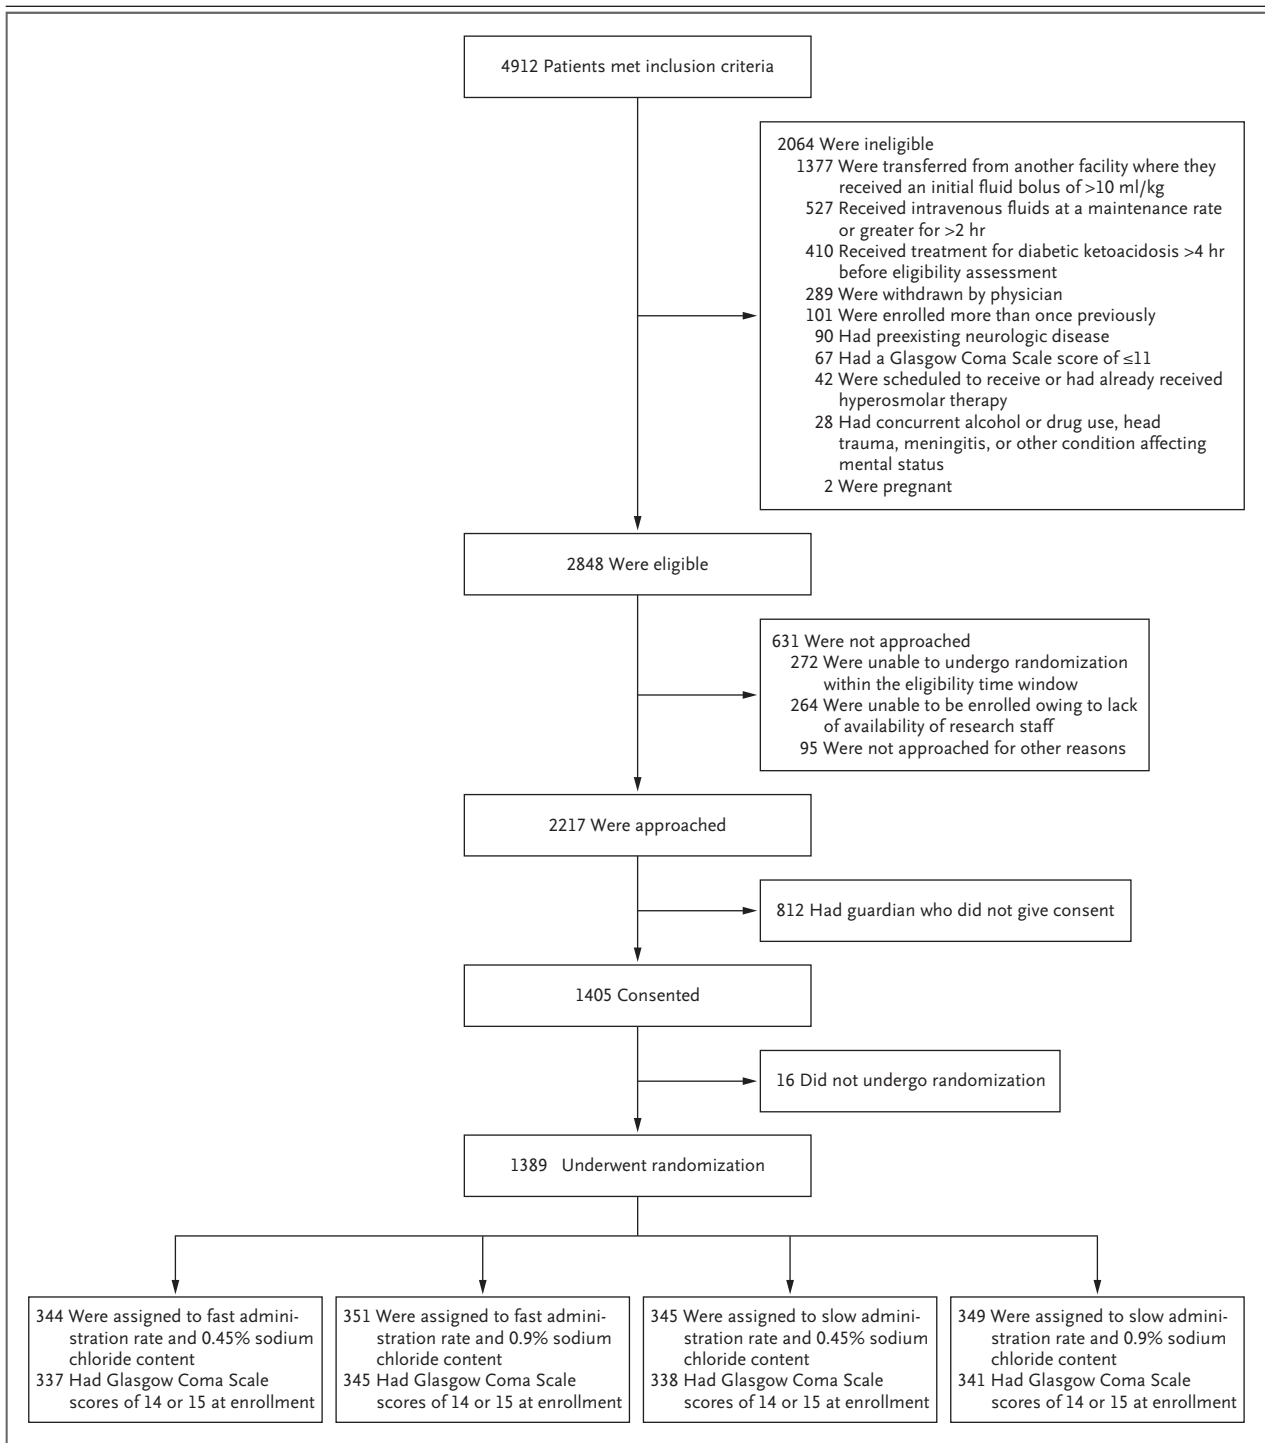 4912 Patients met inclusion criteria
2064 Were ineligible
1377 Were transferred from another facility where they
received an initial fluid bolus of >10 ml/kg
527 Received intravenous fluids at a maintenance rate
or greater for >2 hr
410 Received treatment for diabetic ketoacidosis >4 hr
before eligibility assessment
289 Were withdrawn by physician
101 Were enrolled more than once previously
90 Had preexisting neurologic disease
67 Had a Glasgow Coma Scale score of ≤11
42 Were scheduled to receive or had already received
hyperosmolar therapy
28 Had concurrent alcohol or drug use, head
trauma, meningitis, or other condition affecting
mental status
2 Were pregnant
2848 Were eligible
631 Were not approached
272 Were unable to undergo randomization
within the eligibility time window
264 Were unable to be enrolled owing to lack
of availability of research staff
95 Were not approached for other reasons
2217 Were approached
812 Had guardian who did not give consent
1405 Consented
16 Did not undergo randomization
1389 Underwent randomization
344 Were assigned to fast admini-
stration rate and 0.45% sodium
chloride content
337 Had Glasgow Coma Scale
scores of 14 or 15 at enrollment
351 Were assigned to fast admini-
stration rate and 0.9% sodium
chloride content
345 Had Glasgow Coma Scale
scores of 14 or 15 at enrollment
345 Were assigned to slow admini-
stration rate and 0.45% sodium
chloride content
338 Had Glasgow Coma Scale
scores of 14 or 15 at enrollment
349 Were assigned to slow admini-
stration rate and 0.9% sodium
chloride content
341 Had Glasgow Coma Scale
scores of 14 or 15 at enrollment